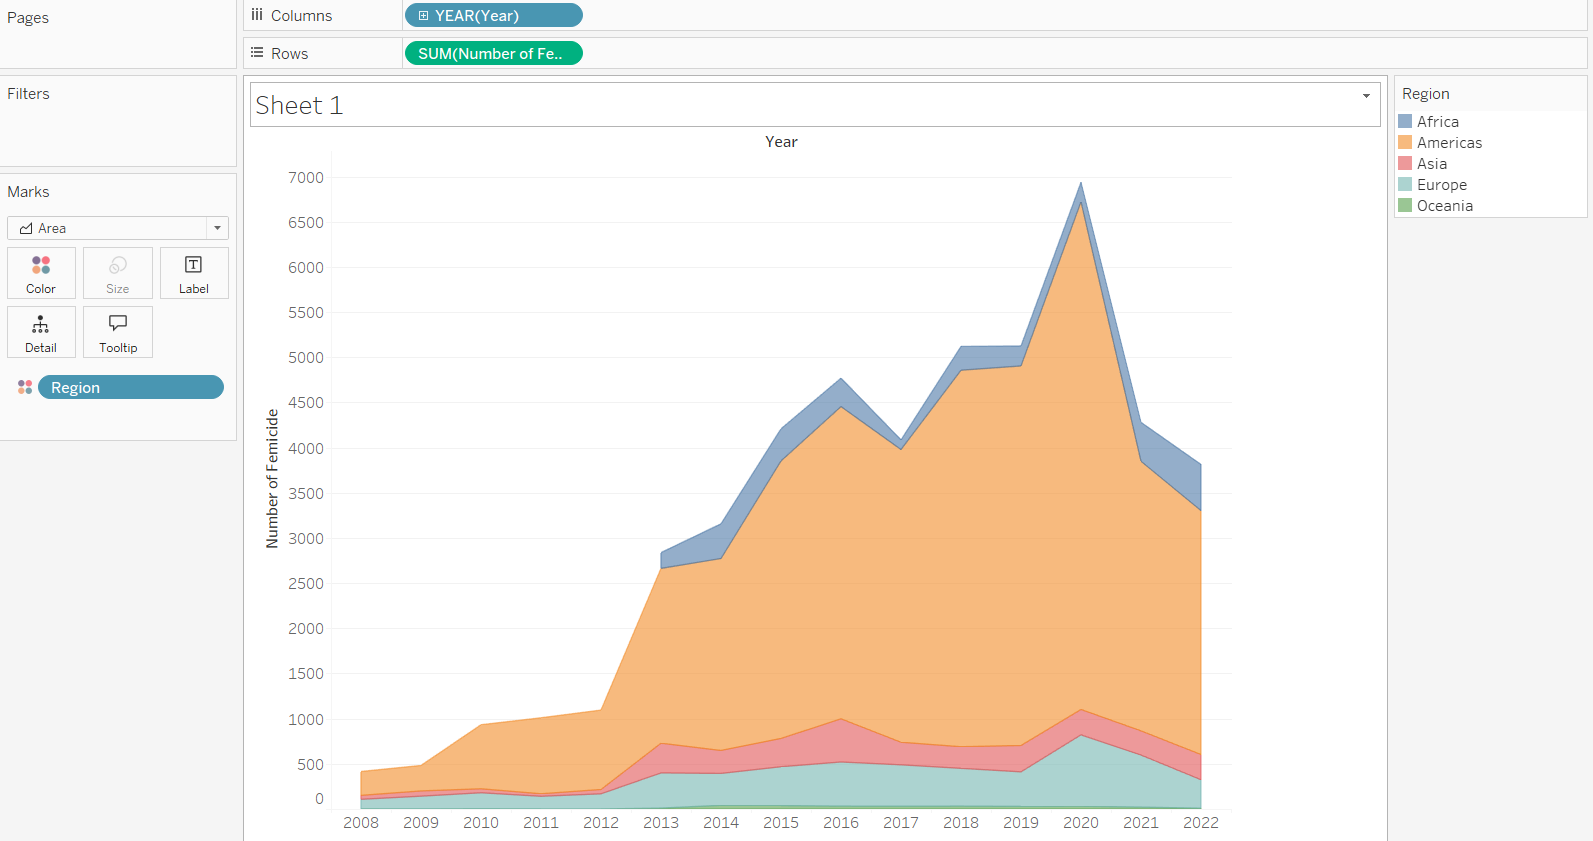 Pages
Columns
YEAR(Year)
Rows
SUM(Number of Fe..
Filters
Marks
Area
Color
Size
Label
Detail
Tooltip
Region
Sheet 1
Year
Number of Femicide
7000
6500
6000
5500
5000
4500
4000
3500
3000
2500
2000
1500
1000
500
0
2008 2009 2010 2011 2012 2013 2014 2015 2016 2017 2018 2019 2020 2021 2022
Region
Africa
Americas
Asia
Europe
Oceania